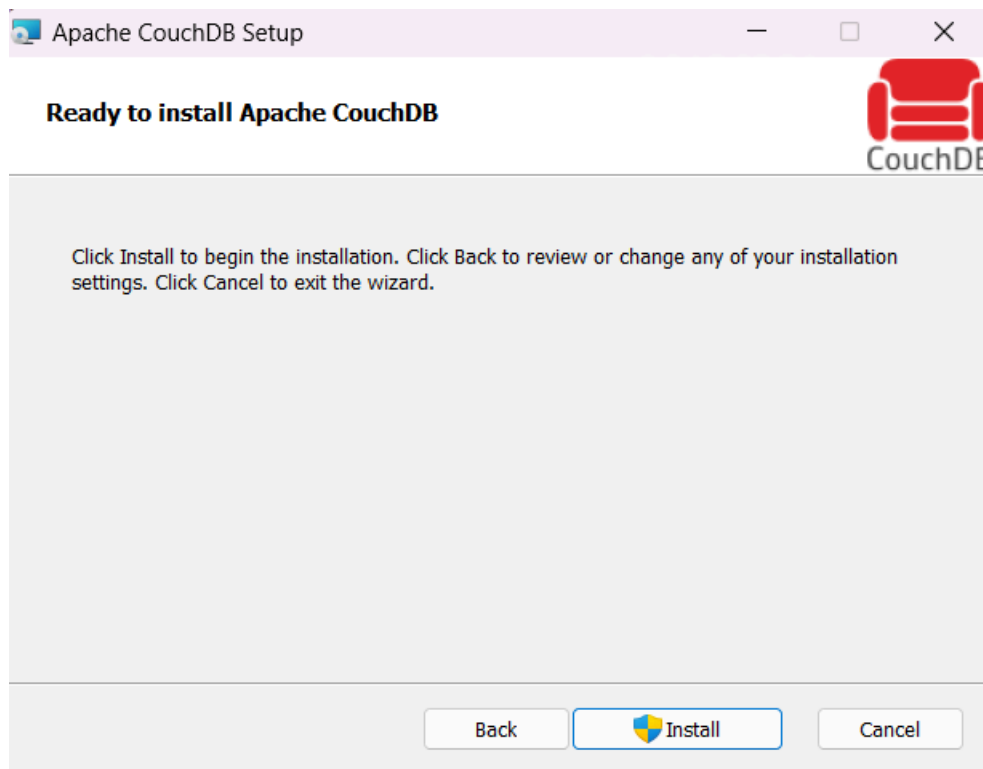 Apache CouchDB Setup
Ready to install Apache CouchDB
CouchDB
Click Install to begin the installation. Click Back to review or change any of your installation
settings. Click Cancel to exit the wizard.
Back
Install
Cancel